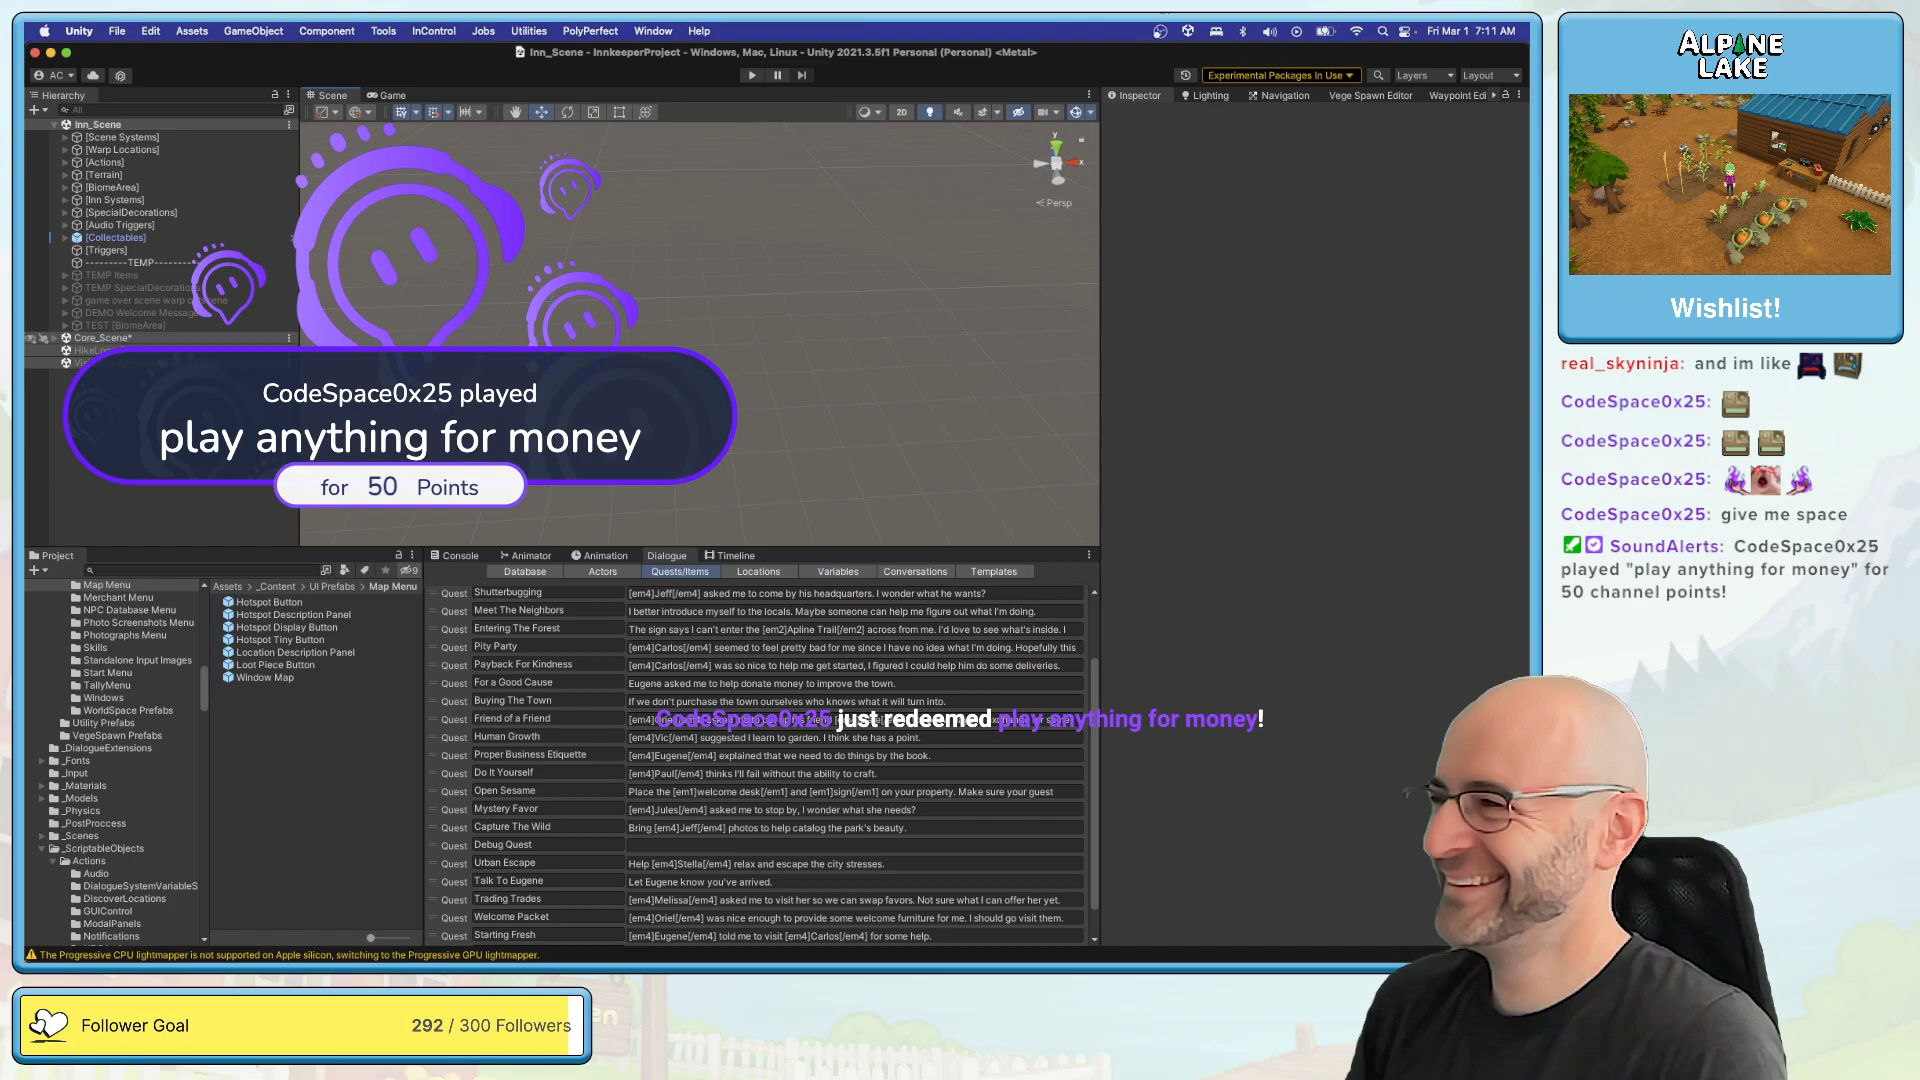 Unity File Edit Assets GameObject Component Tools InControl Jobs Utilities PolyPerfect Window Help
Fri Mar 1 7:11 AM
Inn_Scene - InnkeeperProject - Windows, Mac, Linux - Unity 2021.3.5f1 Personal (Personal) <Metal>
AC
Experimental Packages In Use
Layers
Layout
Hierarchy
Scene
Game
Inspector
Lighting
Navigation
Vege Spawn Editor
Waypoint Edi
All
2D
Inn_Scene
[Scene Systems]
[Warp Locations]
[Actions]
[Terrain]
[BiomeArea]
[Inn Systems]
[SpecialDecorations]
[Audio Triggers]
[Collectables]
[Triggers]
---------TEMP--------
TEMP Items
TEMP SpecialDecorations
game over scene warp
DEMO Welcome Message
TEST [BiomeArea]
Core_Scene*
y
x
< Persp
CodeSpace0x25 played
play anything for money
for 50 Points
Project
Console
Animator
Animation
Dialogue
Timeline
9
Database
Actors
Quests/Items
Locations
Variables
Conversations
Templates
Map Menu
Merchant Menu
NPC Database Menu
Photo Screenshots Menu
Photographs Menu
Skills
Standalone Input Images
Start Menu
TallyMenu
Windows
WorldSpace Prefabs
Utility Prefabs
VegeSpawn Prefabs
_DialogueExtensions
_Fonts
_Input
_Materials
_Models
_Physics
_PostProccess
_Scenes
_ScriptableObjects
Actions
Audio
DialogueSystemVariableS
DiscoverLocations
GUIControl
ModalPanels
Notifications
Assets > _Content > UI Prefabs > Map Menu
Hotspot Button
Hotspot Description Panel
Hotspot Display Button
Hotspot Tiny Button
Location Description Panel
Loot Piece Button
Window Map
Quest Shutterbugging [em4]Jeff[/em4] asked me to come by his headquarters. I wonder what he wants?
Quest Meet The Neighbors I better introduce myself to the locals. Maybe someone can help me figure out what I'm doing.
Quest Entering The Forest The sign says I can't enter the [em2]Apline Trail[/em2] across from me. I'd love to see what's inside. I
Quest Pity Party [em4]Carlos[/em4] seemed to feel pretty bad for me since I have no idea what I'm doing. Hopefully this
Quest Payback For Kindness [em4]Carlos[/em4] was so nice to help me get started, I figured I could help him do some deliveries.
Quest For a Good Cause Eugene asked me to help donate money to improve the town.
Quest Buying The Town If we don't purchase the town ourselves who knows what it will turn into.
Quest Friend of a Friend
CodeSpace0x25 just redeemed play anything for money!
Quest Human Growth [em4]Vic[/em4] suggested I learn to garden. I think she has a point.
Quest Proper Business Etiquette [em4]Eugene[/em4] explained that we need to do things by the book.
Quest Do It Yourself [em4]Paul[/em4] thinks I'll fail without the ability to craft.
Quest Open Sesame Place the [em1]welcome desk[/em1] and [em1]sign[/em1] on your property. Make sure your guest
Quest Mystery Favor [em4]Jules[/em4] asked me to stop by, I wonder what she needs?
Quest Capture The Wild Bring [em4]Jeff[/em4] photos to help catalog the park's beauty.
Quest Debug Quest
Quest Urban Escape Help [em4]Stella[/em4] relax and escape the city stresses.
Quest Talk To Eugene Let Eugene know you've arrived.
Quest Trading Trades [em4]Melissa[/em4] asked me to visit her so we can swap favors. Not sure what I can offer her yet.
Quest Welcome Packet [em4]Oriel[/em4] was nice enough to provide some welcome furniture for me. I should go visit them.
Quest Starting Fresh [em4]Eugene[/em4] told me to visit [em4]Carlos[/em4] for some help.
The Progressive CPU lightmapper is not supported on Apple silicon, switching to the Progressive GPU lightmapper.
Follower Goal 292 / 300 Followers
ALPINE
LAKE
Wishlist!
real_skyninja: and im like
CodeSpace0x25:
CodeSpace0x25:
CodeSpace0x25:
CodeSpace0x25: give me space
SoundAlerts: CodeSpace0x25
played "play anything for money" for
50 channel points!